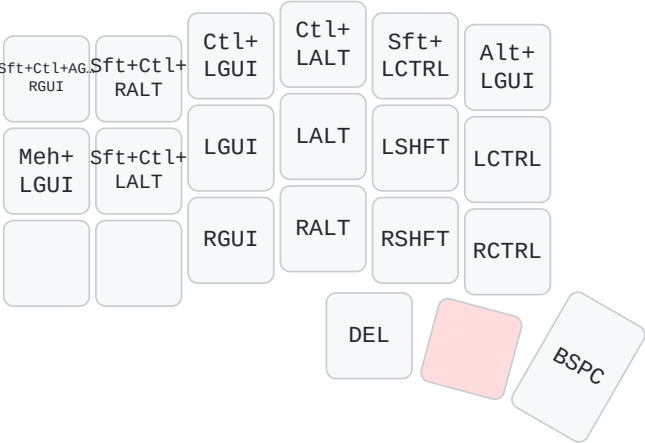 Sft+Ctl+AG…
RGUI
Sft+Ctl+
RALT
Ctl+
LGUI
Ctl+
LALT
Sft+
LCTRL
Alt+
LGUI
Meh+
LGUI
Sft+Ctl+
LALT
LGUI
LALT
LSHFT
LCTRL
RGUI
RALT
RSHFT
RCTRL
DEL
BSPC